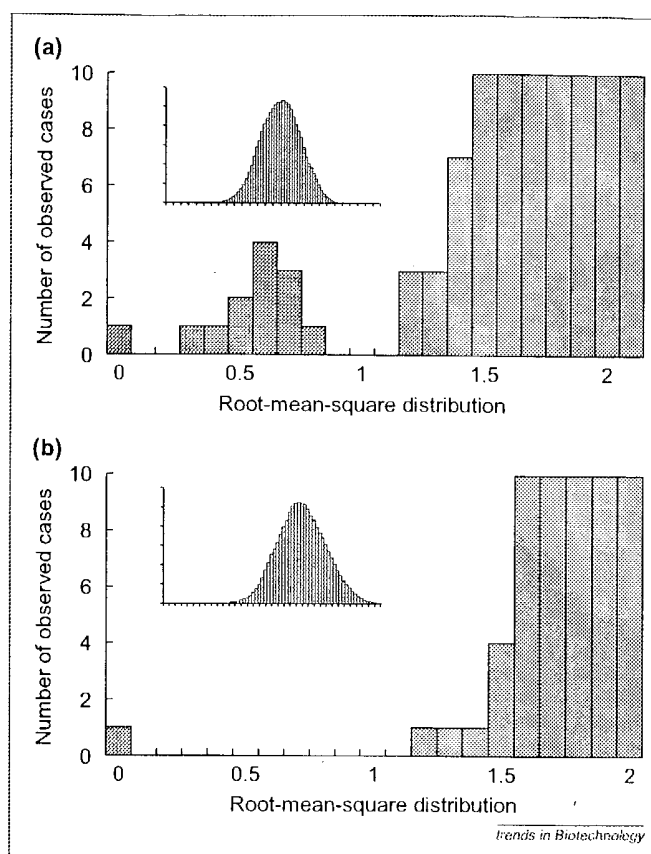 (a)
Number of observed cases
10
8
6
4
2
0
0 0.5 1 1.5 2
Root-mean-square distribution
(b)
Number of observed cases
10
8
6
4
2
0
0 0.5 1 1.5 2
Root-mean-square distribution
trends in Biotechnology